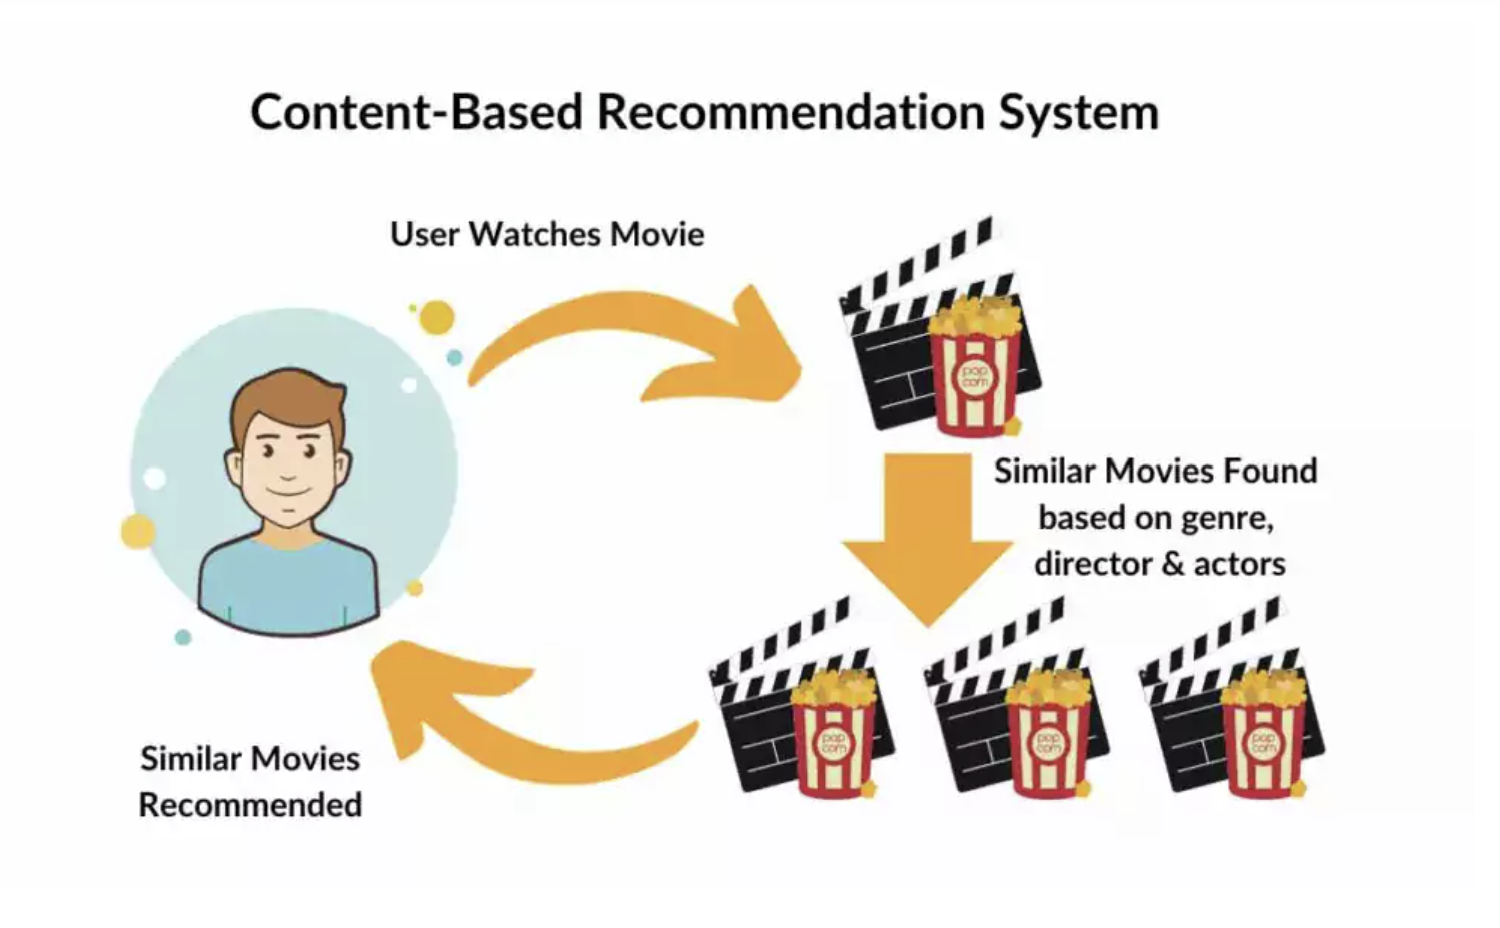 Content-Based Recommendation System
User Watches Movie
pop
corn
Similar Movies Found
based on genre,
director & actors
pop
corn
pop
corn
pop
corn
Similar Movies
Recommended